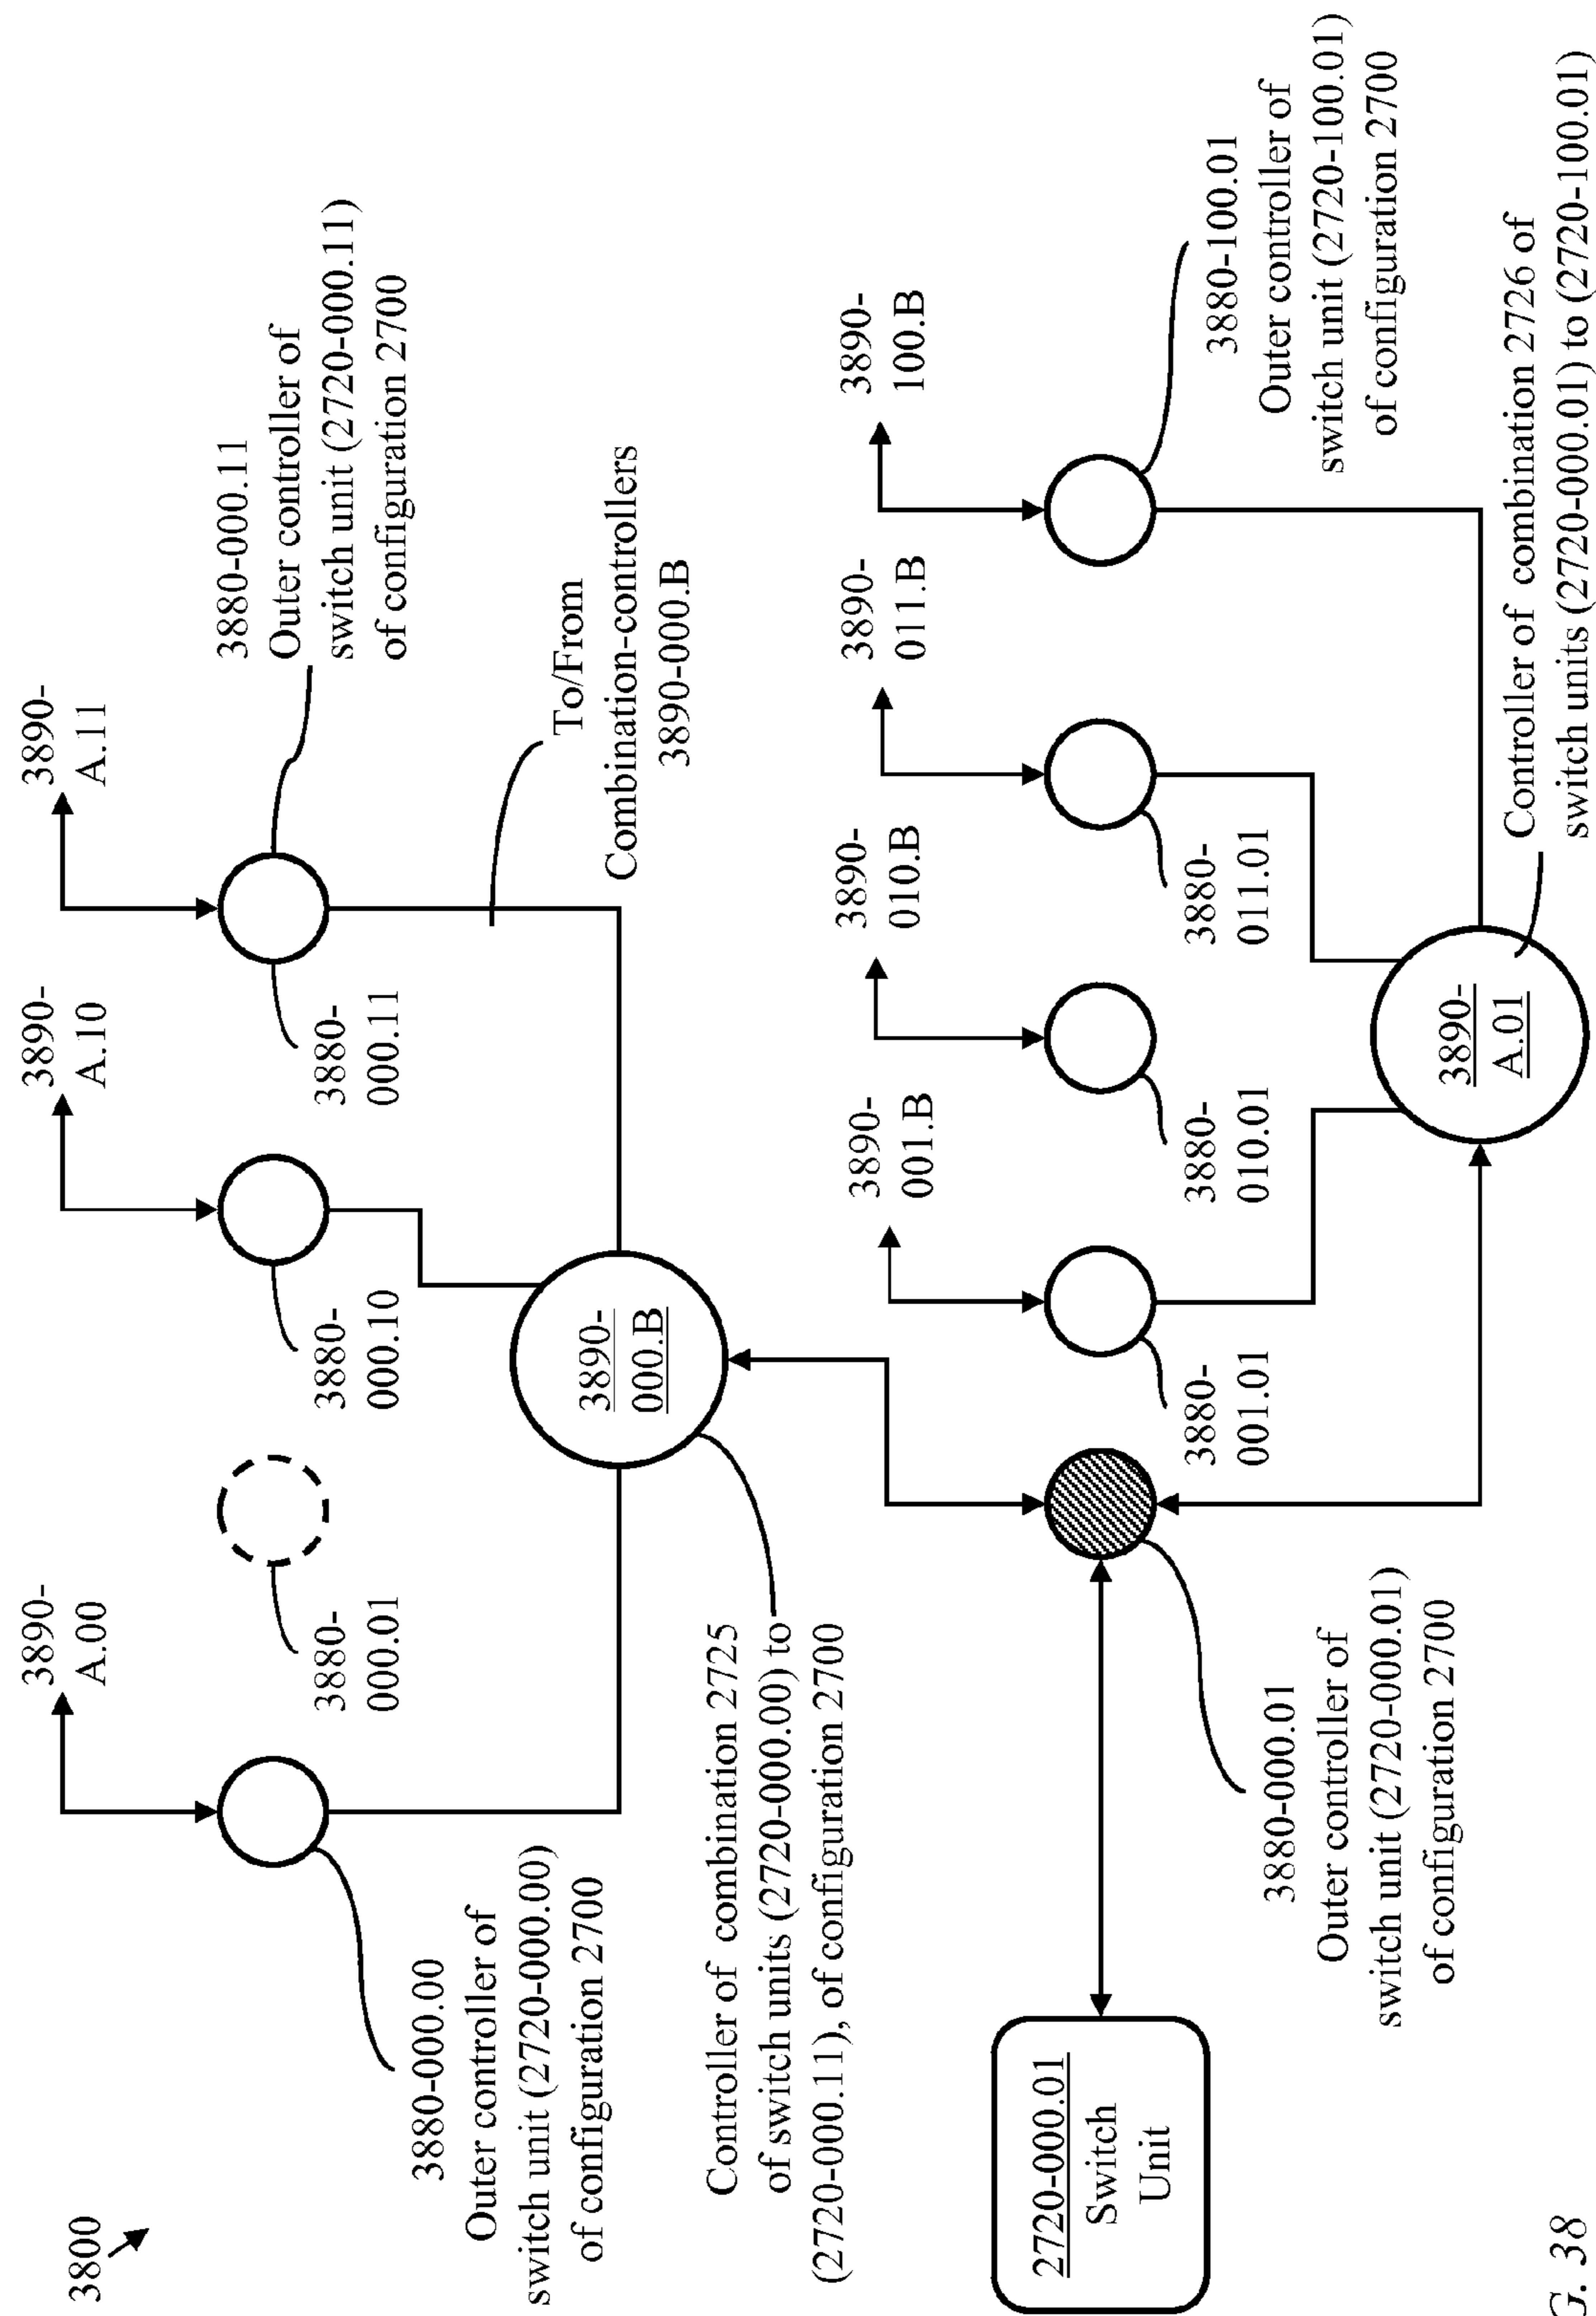 3800
3890-
A.00
3890-
A.10
3890-
A.11
3880-000.00
Outer controller of
switch unit (2720-000.00)
of configuration 2700
3880-
000.01
3880-
000.10
3880-
000.11
3880-000.11
Outer controller of
switch unit (2720-000.11)
of configuration 2700
To/From
Combination-controllers
3890-000.B
3890-
000.B
Controller of combination 2725
of switch units (2720-000.00) to
(2720-000.11), of configuration 2700
3890-
001.B
3890-
010.B
3890-
011.B
3890-
100.B
2720-000.01
Switch
Unit
3880-000.01
Outer controller of
switch unit (2720-000.01)
of configuration 2700
3880-
001.01
3880-
010.01
3880-
011.01
3880-100.01
Outer controller of
switch unit (2720-100.01)
of configuration 2700
3890-
A.01
Controller of combination 2726 of
switch units (2720-000.01) to (2720-100.01)
G. 38